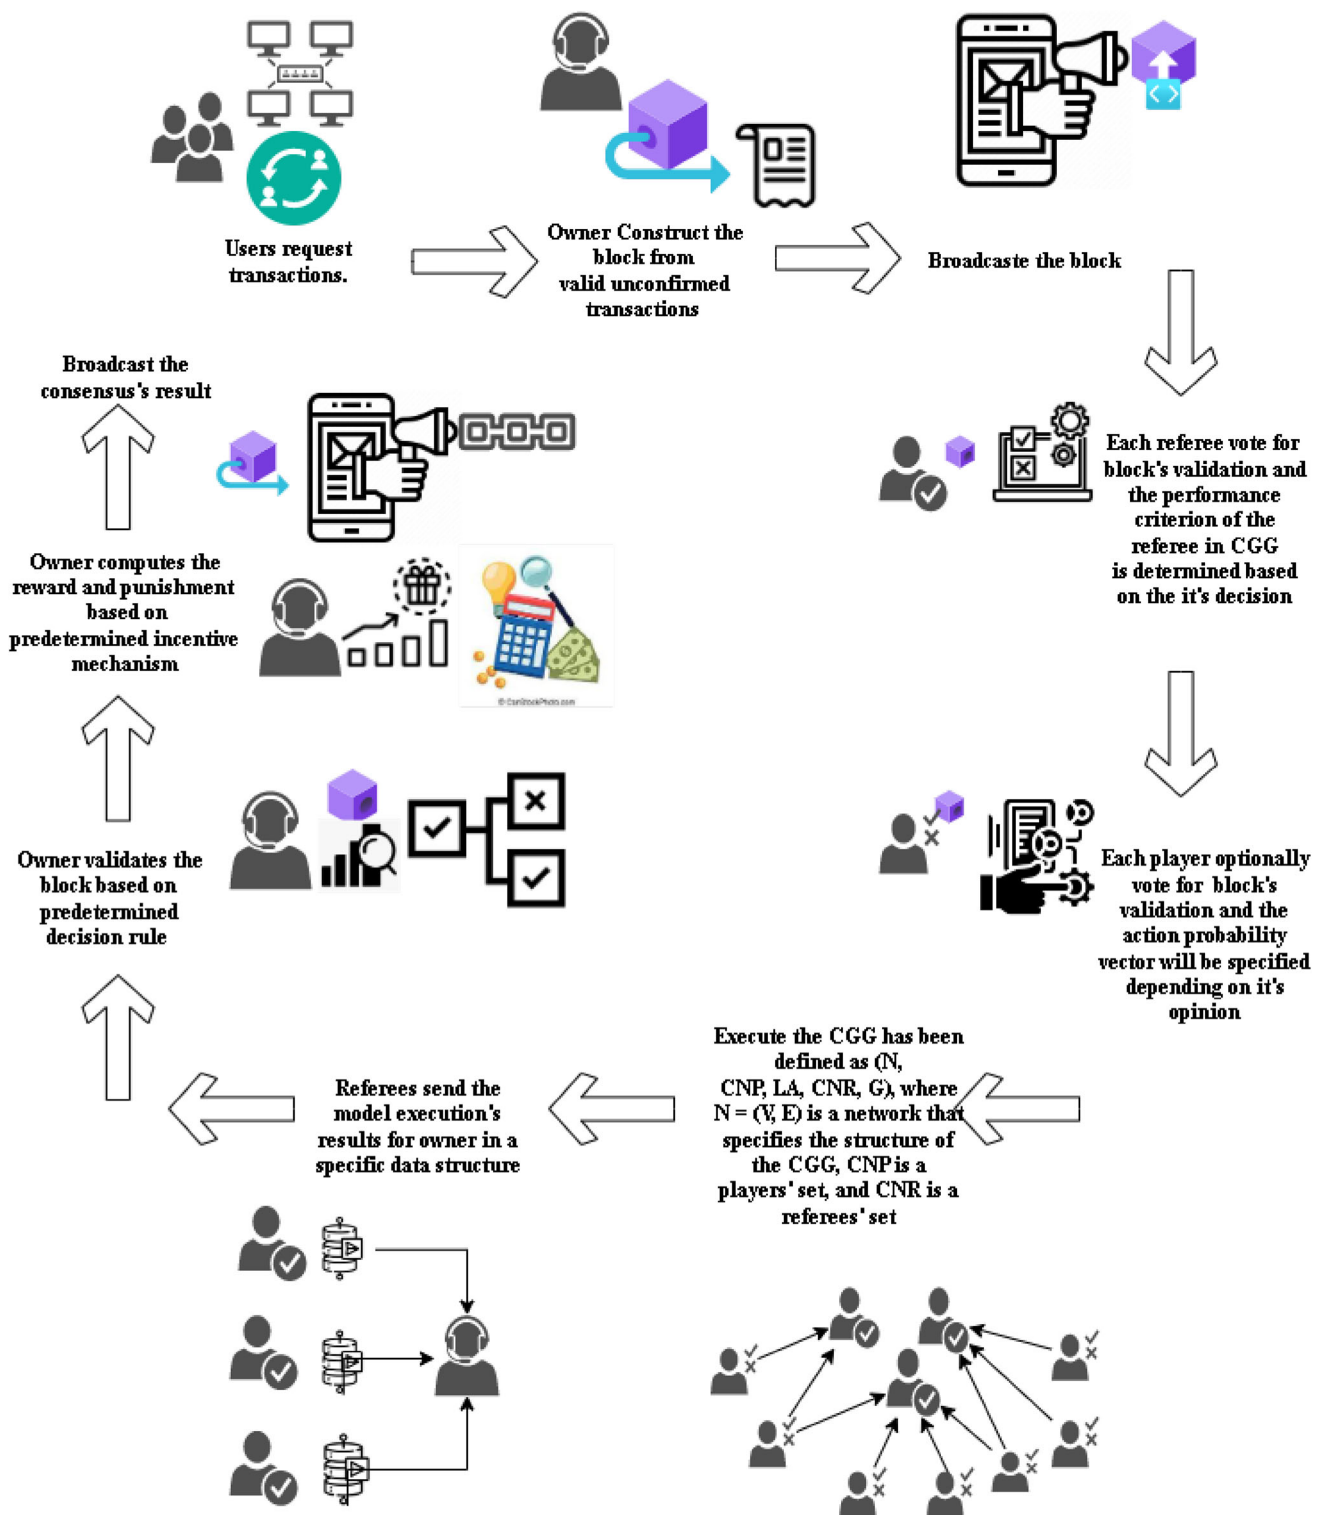 Users request
transactions.
Owner Construct the
block from
valid unconfirmed
transactions
Broadcaste the block
Each referee vote for
block's validation and
the performance
criterion of the
referee in CGG
is determined based
on the it's decision
Each player optionally
vote for block's
validation and the
action probability
vector will be specified
depending on it's
opinion
Execute the CGG has been
defined as (N,
CNP, LA, CNR, G), where
N = (V, E) is a network that
specifies the structure of
the CGG, CNP is a
players' set, and CNR is a
referees' set
Referees send the
model execution's
results for owner in a
specific data structure
Owner validates the
block based on
predetermined
decision rule
Owner computes the
reward and punishment
based on
predetermined incentive
mechanism
© CanStockPhoto.com
Broadcast the
consensus's result